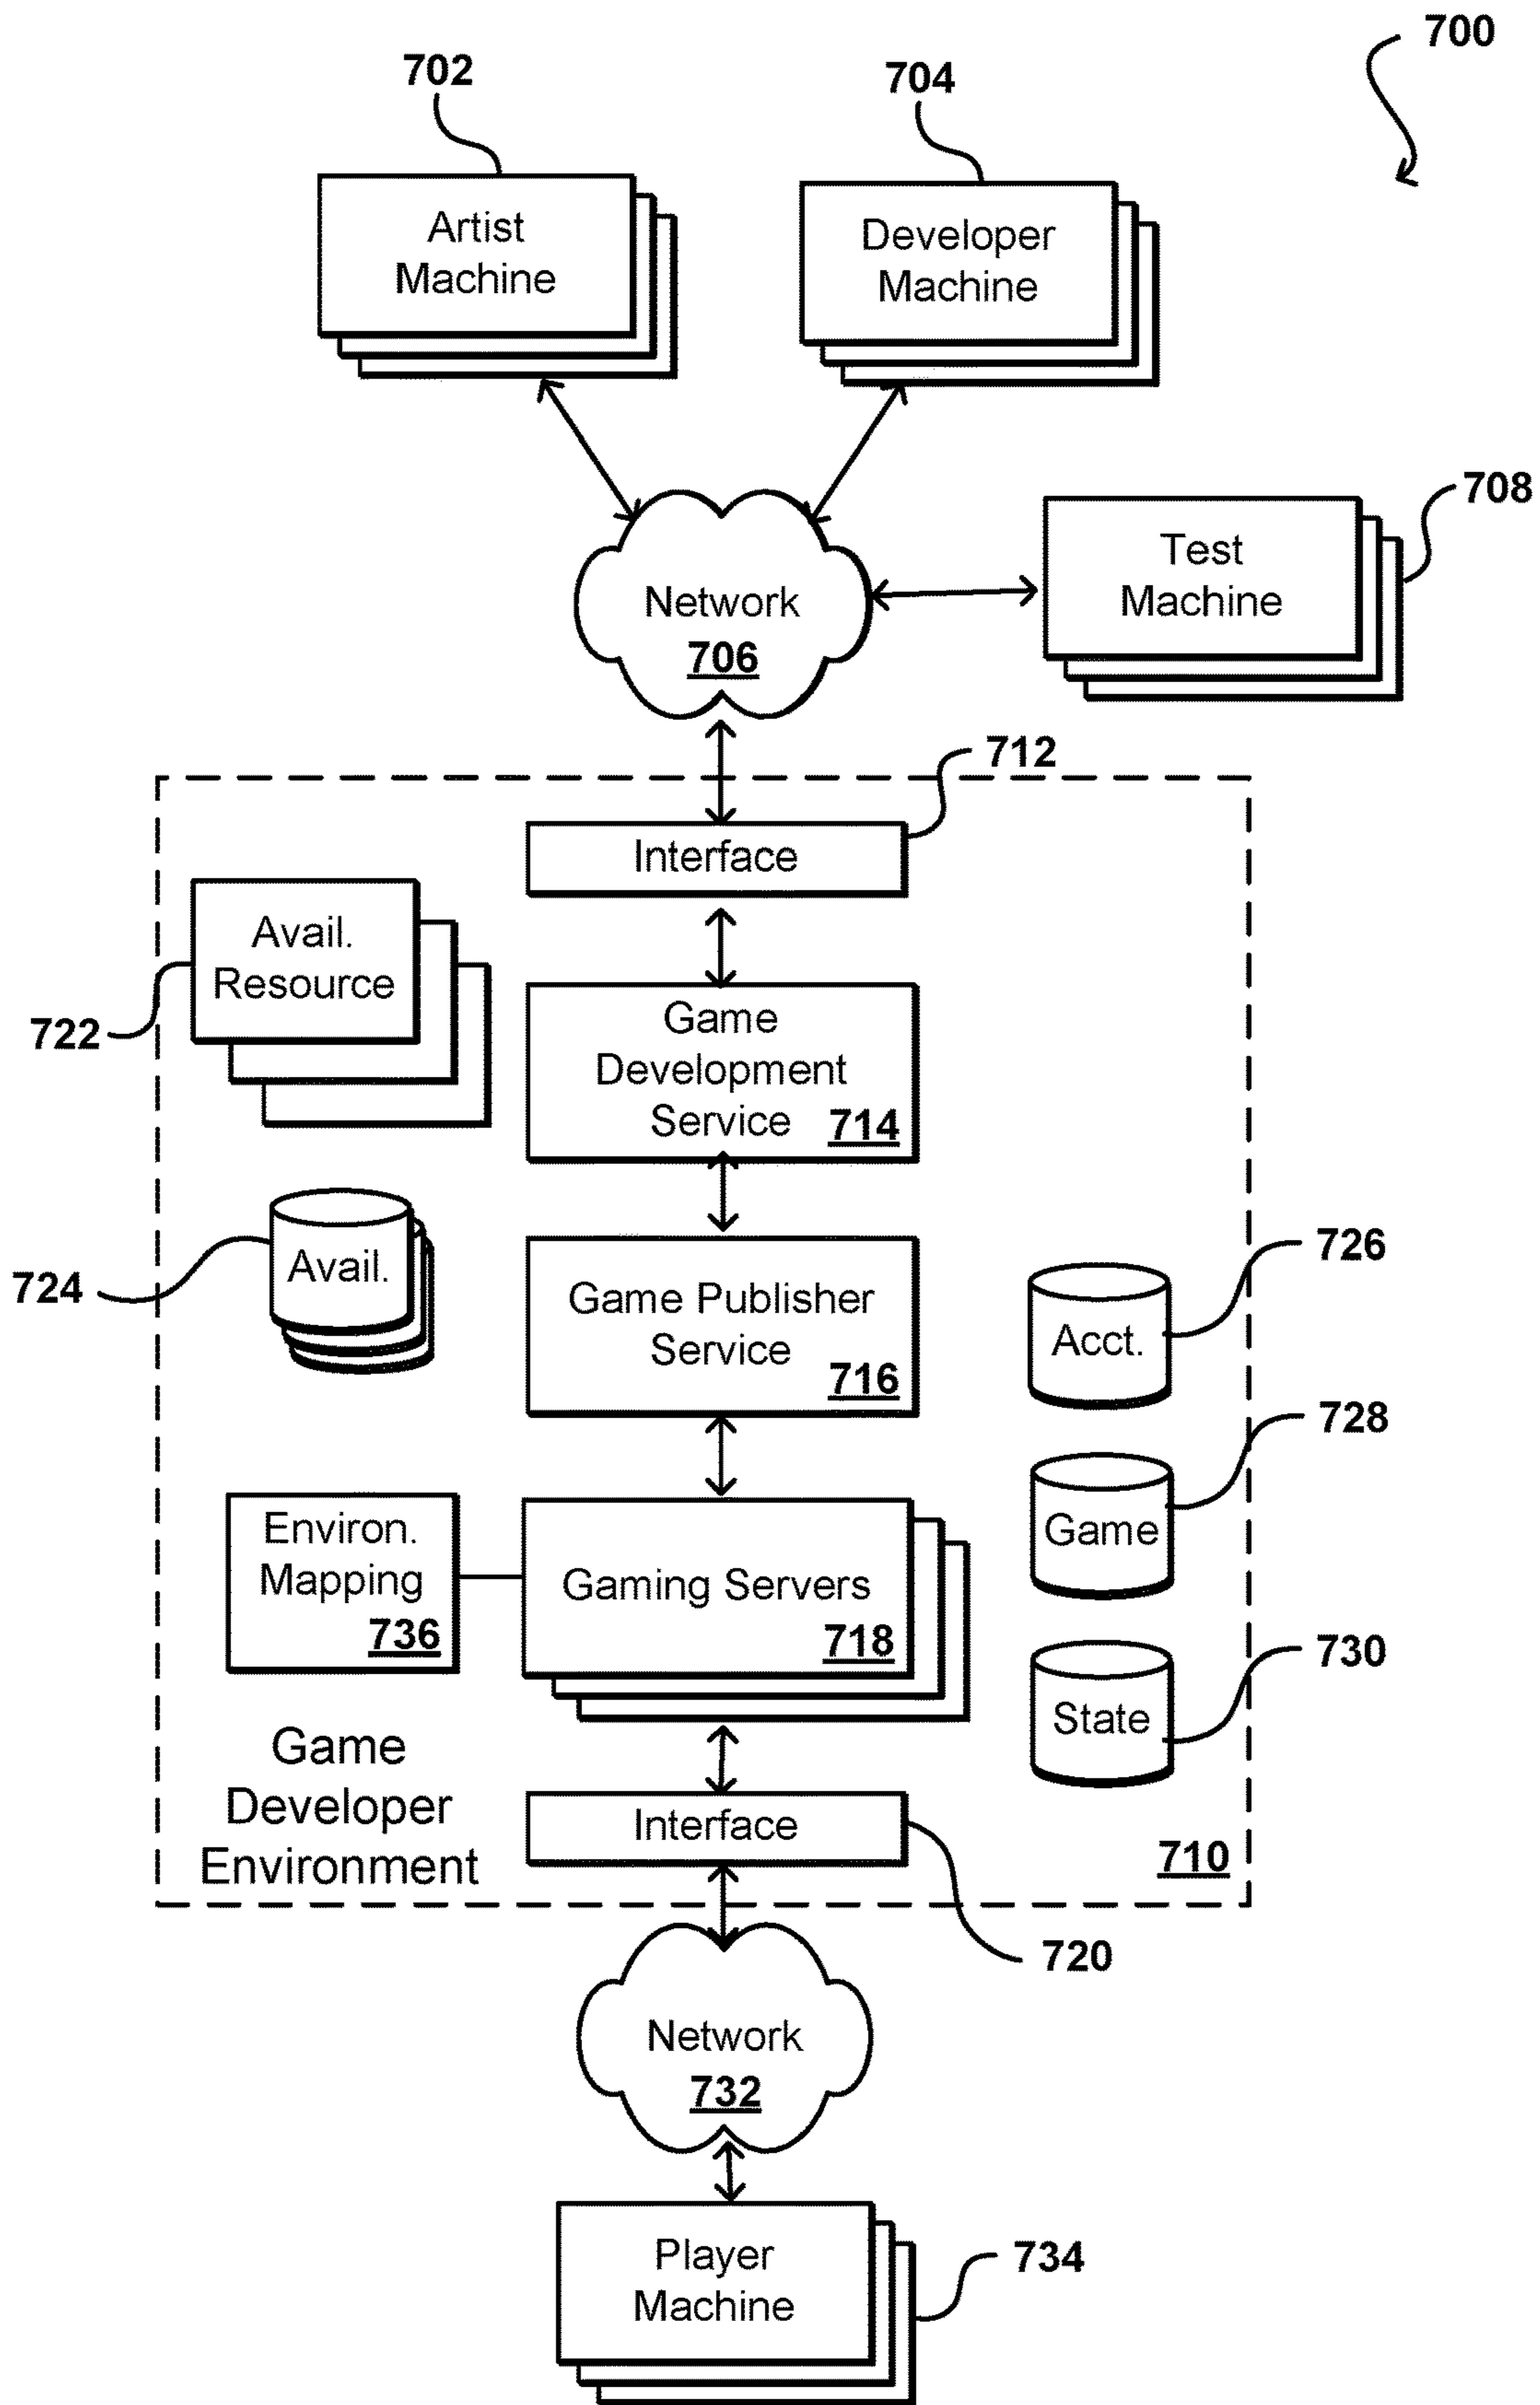 700
702
704
Artist
Machine
Developer
Machine
708
Test
Machine
Network
706
712
Interface
Avail.
Resource
722
Game
Development
Service 714
724
Avail.
Game Publisher
Service
716
726
Acct.
728
Game
Environ.
Mapping
736
Gaming Servers
718
730
State
Game
Developer
Environment
Interface
710
720
Network
732
Player
Machine
734